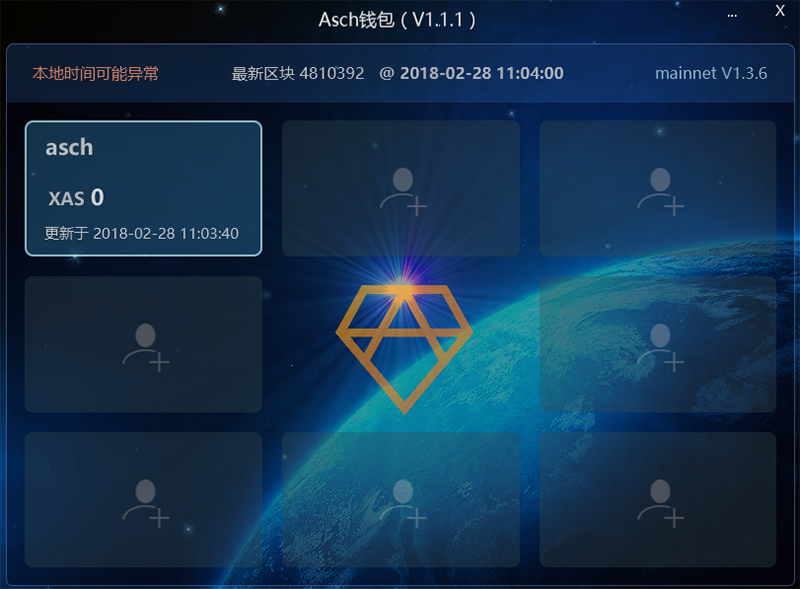 Asch钱包 ( V1.1.1 )
... X
本地时间可能异常 最新区块 4810392 @ 2018-02-28 11:04:00 mainnet V1.3.6
asch
XAS 0
更新于 2018-02-28 11:03:40